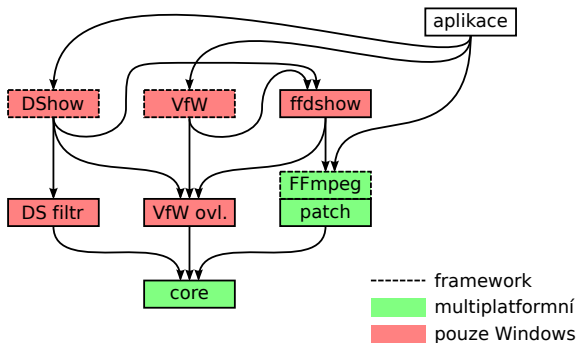 aplikace
DShow
VfW
ffdshow
FFmpeg
DS filtr
VfW ovl.
patch
core
framework
multiplatformní
pouze Windows